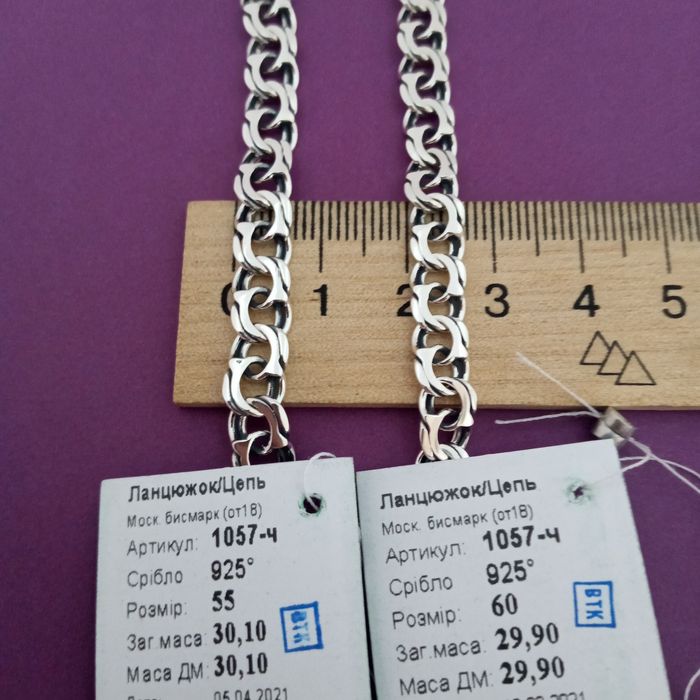 0 1 2 3 4 5
Ланцюжок/Цепь
Моск. бисмарк (от1В)
Артикул: 1057-ч
Срібло 925°
Розмір: 55
Заг.маса: 30,10
Маса ДМ: 30,10
05.04.2021
ВТК
Ланцюжок/Цепь
Моск. бисмарк (от1В)
Артикул: 1057-ч
Срібло 925°
Розмір: 60
Заг.маса: 29,90
Маса ДМ: 29,90
ВТК